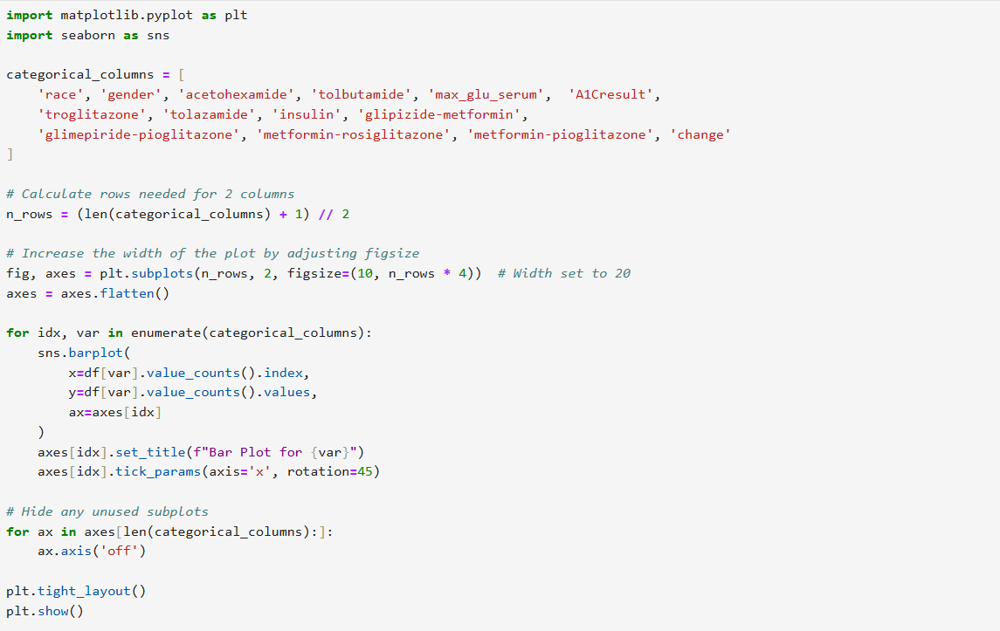 import matplotlib.pyplot as plt
import seaborn as sns

categorical_columns = [
    'race', 'gender', 'acetohexamide', 'tolbutamide', 'max_glu_serum',  'A1Cresult',
    'troglitazone', 'tolazamide', 'insulin', 'glipizide-metformin',
    'glimepiride-pioglitazone', 'metformin-rosiglitazone', 'metformin-pioglitazone', 'change'
]

# Calculate rows needed for 2 columns
n_rows = (len(categorical_columns) + 1) // 2

# Increase the width of the plot by adjusting figsize
fig, axes = plt.subplots(n_rows, 2, figsize=(10, n_rows * 4))  # Width set to 20
axes = axes.flatten()

for idx, var in enumerate(categorical_columns):
    sns.barplot(
        x=df[var].value_counts().index,
        y=df[var].value_counts().values,
        ax=axes[idx]
    )
    axes[idx].set_title(f"Bar Plot for {var}")
    axes[idx].tick_params(axis='x', rotation=45)

# Hide any unused subplots
for ax in axes[len(categorical_columns):]:
    ax.axis('off')

plt.tight_layout()
plt.show()